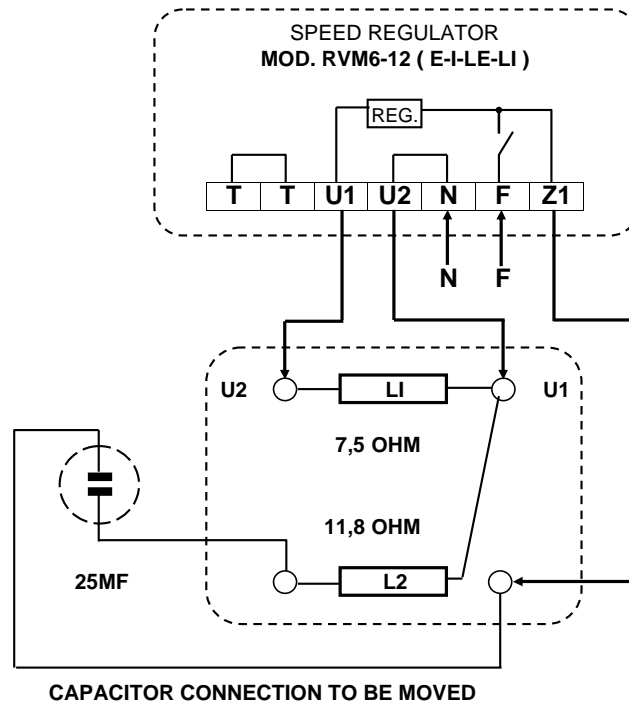 SPEED REGULATOR
MOD. RVM6-12 ( E-I-LE-LI )
REG.
T T U1 U2 N F Z1
N F
U2 LI U1
7,5 OHM
11,8 OHM
25MF L2
CAPACITOR CONNECTION TO BE MOVED